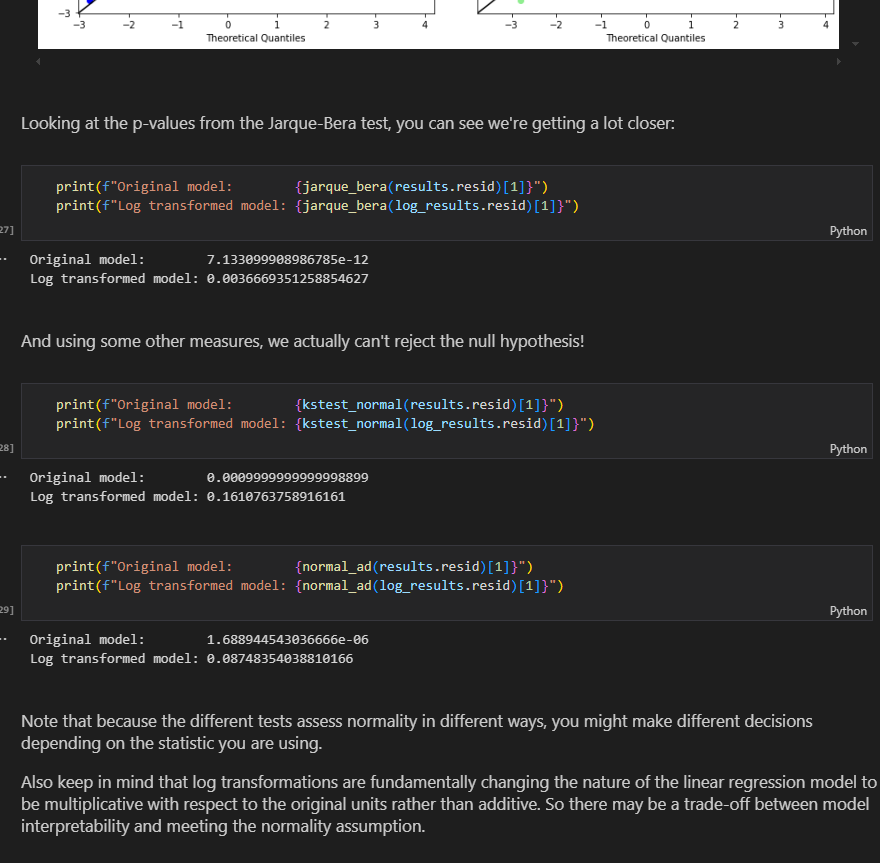 −3
−3 −2 −1 0 1 2 3 4
Theoretical Quantiles
−3 −2 −1 0 1 2 3 4
Theoretical Quantiles
Looking at the p-values from the Jarque-Bera test, you can see we're getting a lot closer:
print(f"Original model:        {jarque_bera(results.resid)[1]}")
print(f"Log transformed model: {jarque_bera(log_results.resid)[1]}")
27]
Python
Original model:        7.133099908986785e-12
Log transformed model: 0.0036669351258854627
And using some other measures, we actually can't reject the null hypothesis!
print(f"Original model:        {kstest_normal(results.resid)[1]}")
print(f"Log transformed model: {kstest_normal(log_results.resid)[1]}")
28]
Python
Original model:        0.0009999999999998899
Log transformed model: 0.1610763758916161
print(f"Original model:        {normal_ad(results.resid)[1]}")
print(f"Log transformed model: {normal_ad(log_results.resid)[1]}")
29]
Python
Original model:        1.688944543036666e-06
Log transformed model: 0.08748354038810166
Note that because the different tests assess normality in different ways, you might make different decisions
depending on the statistic you are using.
Also keep in mind that log transformations are fundamentally changing the nature of the linear regression model to
be multiplicative with respect to the original units rather than additive. So there may be a trade-off between model
interpretability and meeting the normality assumption.